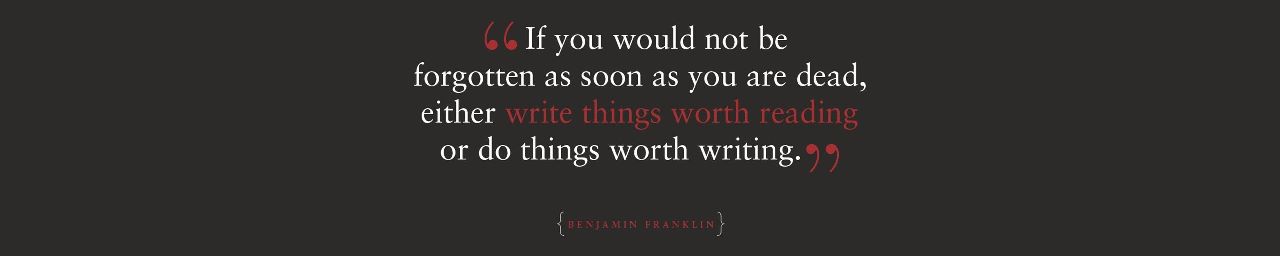 “If you would not be
forgotten as soon as you are dead,
either write things worth reading
or do things worth writing.”
{BENJAMIN FRANKLIN}